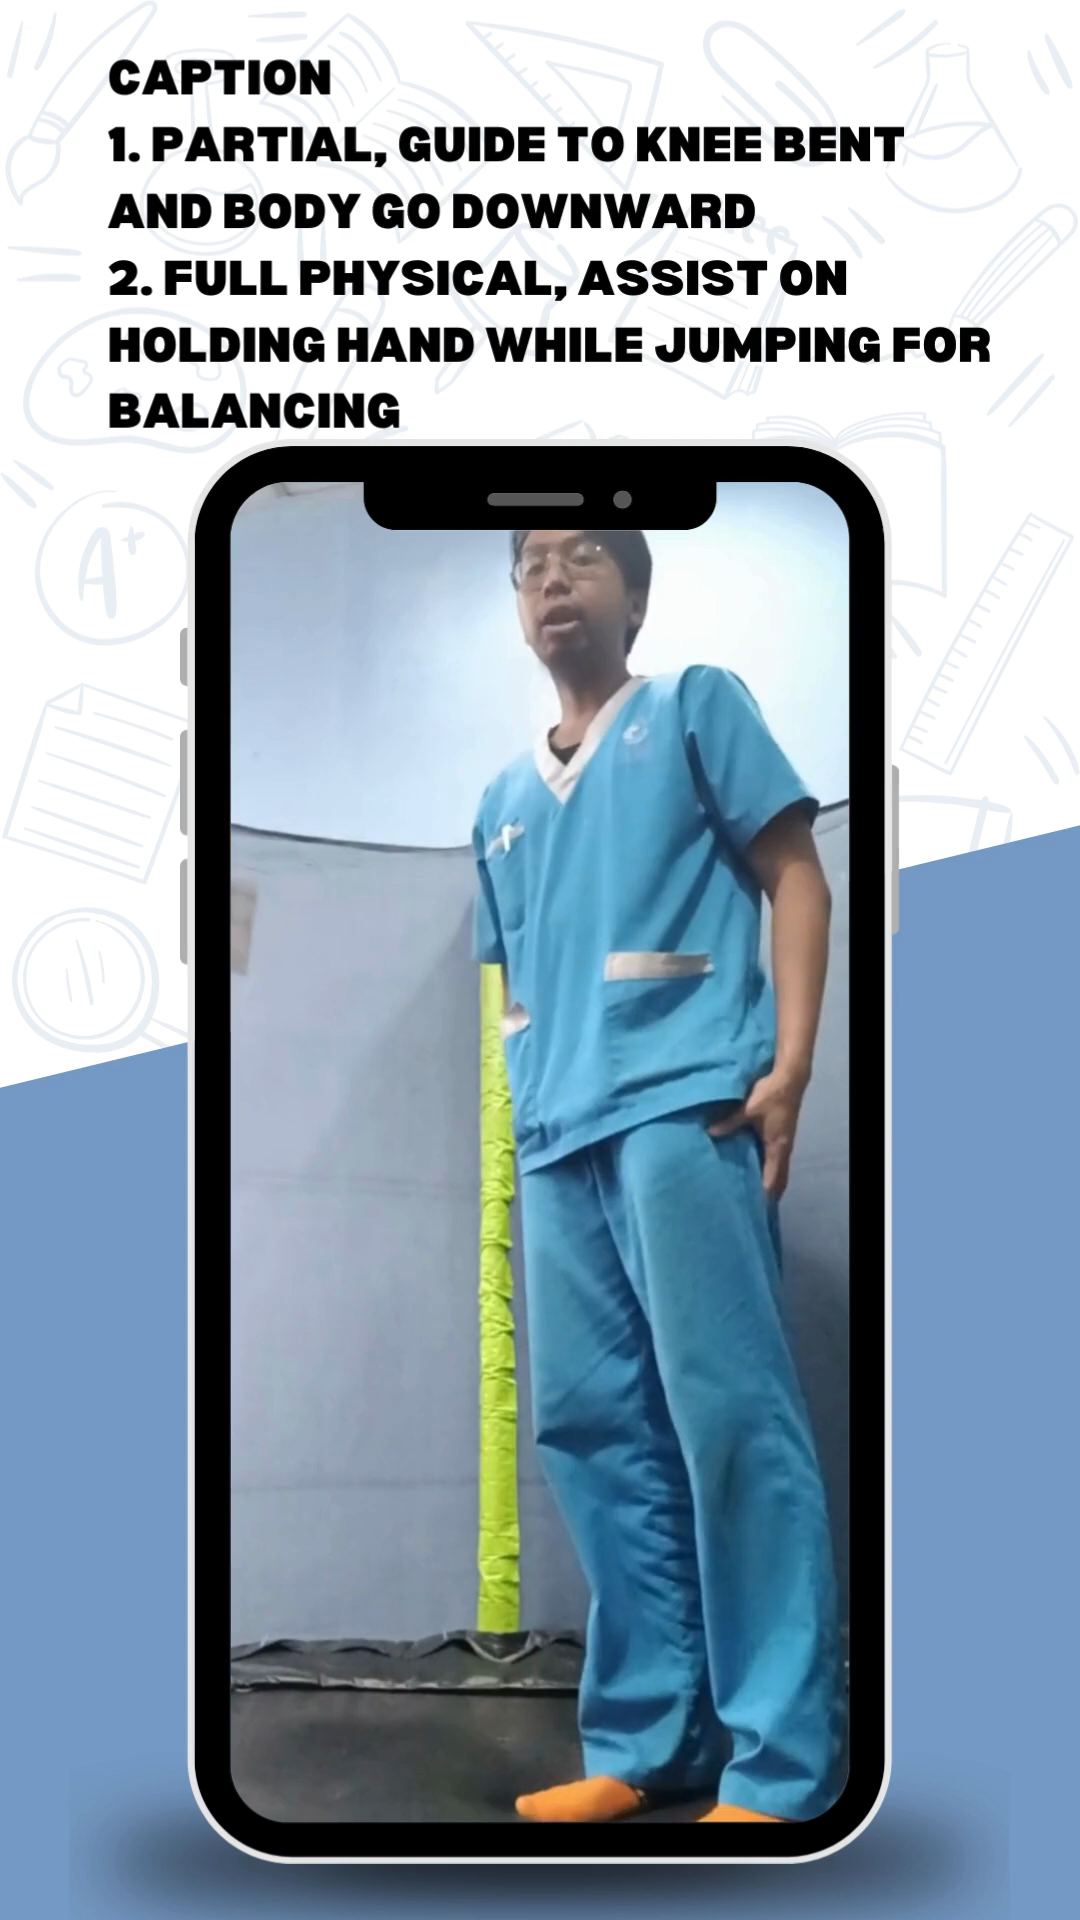 CAPTION
1. PARTIAL, GUIDE TO KNEE BENT
AND BODY GO DOWNWARD
2. FULL PHYSICAL, ASSIST ON
HOLDING HAND WHILE JUMPING FOR
BALANCING
A+